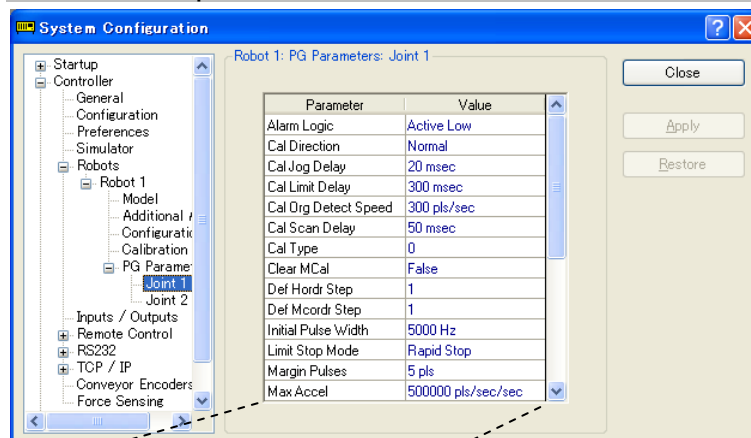 System Configuration
Startup
Controller
General
Configuration
Preferences
Simulator
Robots
Robot 1
Model
Additional
Configuratic
Calibration
PG Parame
Joint 1
Joint 2
Inputs / Outputs
Remote Control
RS232
TCP / IP
Conveyor Encoders
Force Sensing
Robot 1: PG Parameters: Joint 1
Parameter Value
Alarm Logic Active Low
Cal Direction Normal
Cal Jog Delay 20 msec
Cal Limit Delay 300 msec
Cal Org Detect Speed 300 pls/sec
Cal Scan Delay 50 msec
Cal Type 0
Clear MCal False
Def Hordr Step 1
Def Mcordr Step 1
Initial Pulse Width 5000 Hz
Limit Stop Mode Rapid Stop
Margin Pulses 5 pls
Max Accel 500000 pls/sec/sec
Close
Apply
Restore